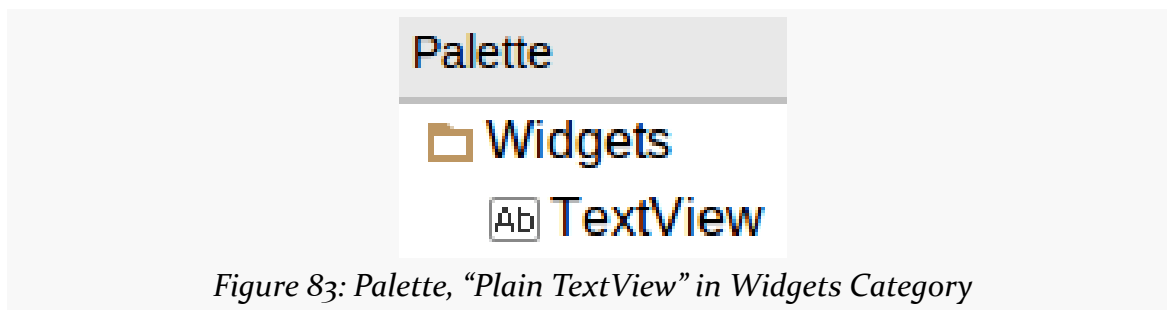 Palette
Widgets
Ab TextView
Figure 83: Palette, “Plain TextView” in Widgets Category